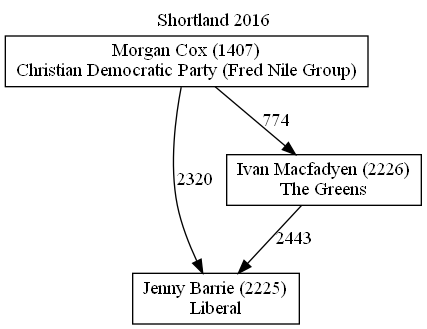 Shortland 2016
Morgan Cox (1407)
Christian Democratic Party (Fred Nile Group)
774
Ivan Macfadyen (2226)
The Greens
2320
2443
Jenny Barrie (2225)
Liberal